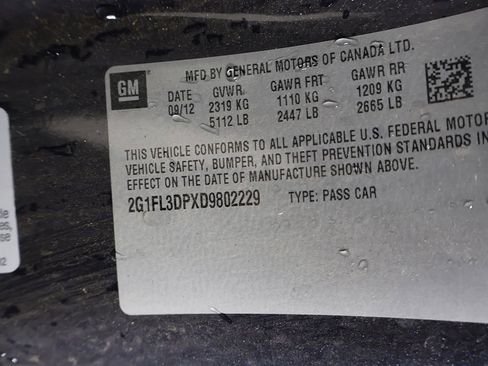 GM
MFD BY GENERAL MOTORS OF CANADA LTD.
DATE GVWR GAWR FRT GAWR RR
09/12 2319 KG 1110 KG 1209 KG
5112 LB 2447 LB 2665 LB
THIS VEHICLE CONFORMS TO ALL APPLICABLE U.S. FEDERAL MOTOR
VEHICLE SAFETY, BUMPER, AND THEFT PREVENTION STANDARDS IN
EFFECT ON THE DATE OF MANUFACTURE SHOWN ABOVE.
2G1FL3DPXD9802229 TYPE: PASS CAR